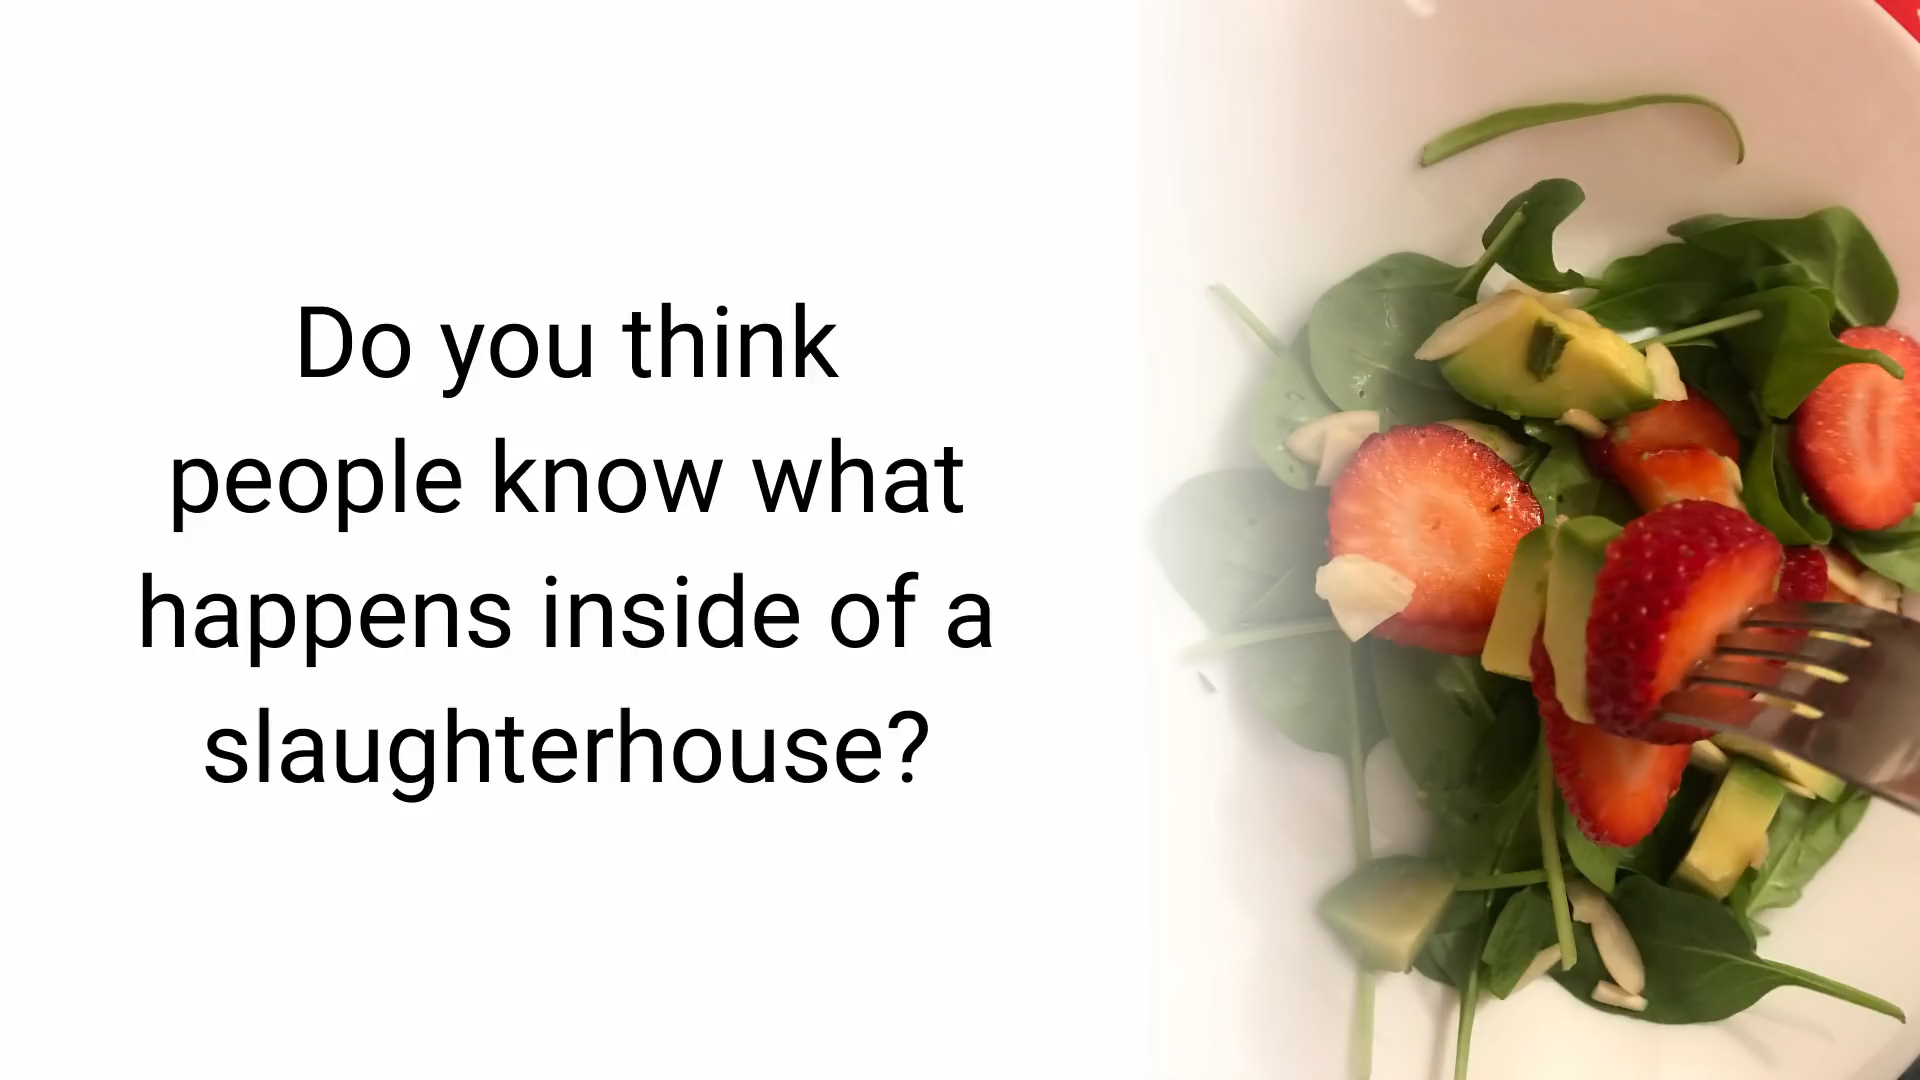 Do you think
people know what
happens inside of a
slaughterhouse?